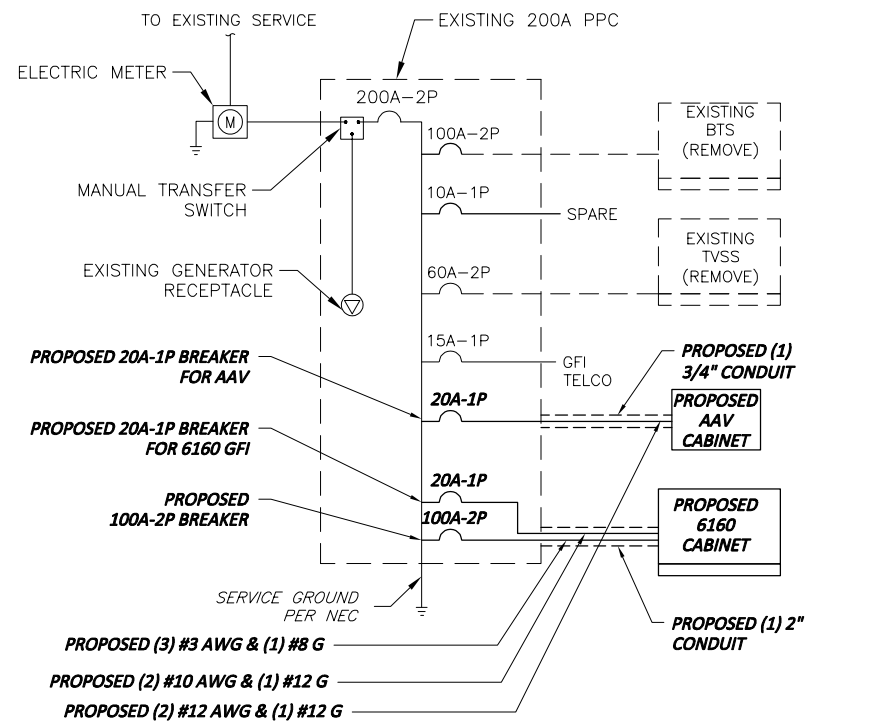 TO EXISTING SERVICE
EXISTING 200A PPC
ELECTRIC METER
200A-2P
M
EXISTING
BTS
(REMOVE)
100A-2P
MANUAL TRANSFER
SWITCH
10A-1P
SPARE
EXISTING
TVSS
(REMOVE)
EXISTING GENERATOR
RECEPTACLE
60A-2P
15A-1P
GFI
TELCO
PROPOSED 20A-1P BREAKER
FOR AAV
PROPOSED (1)
3/4" CONDUIT
20A-1P
PROPOSED
AAV
CABINET
PROPOSED 20A-1P BREAKER
FOR 6160 GFI
20A-1P
PROPOSED
100A-2P BREAKER
100A-2P
PROPOSED
6160
CABINET
SERVICE GROUND
PER NEC
PROPOSED (1) 2"
CONDUIT
PROPOSED (3) #3 AWG & (1) #8 G
PROPOSED (2) #10 AWG & (1) #12 G
PROPOSED (2) #12 AWG & (1) #12 G